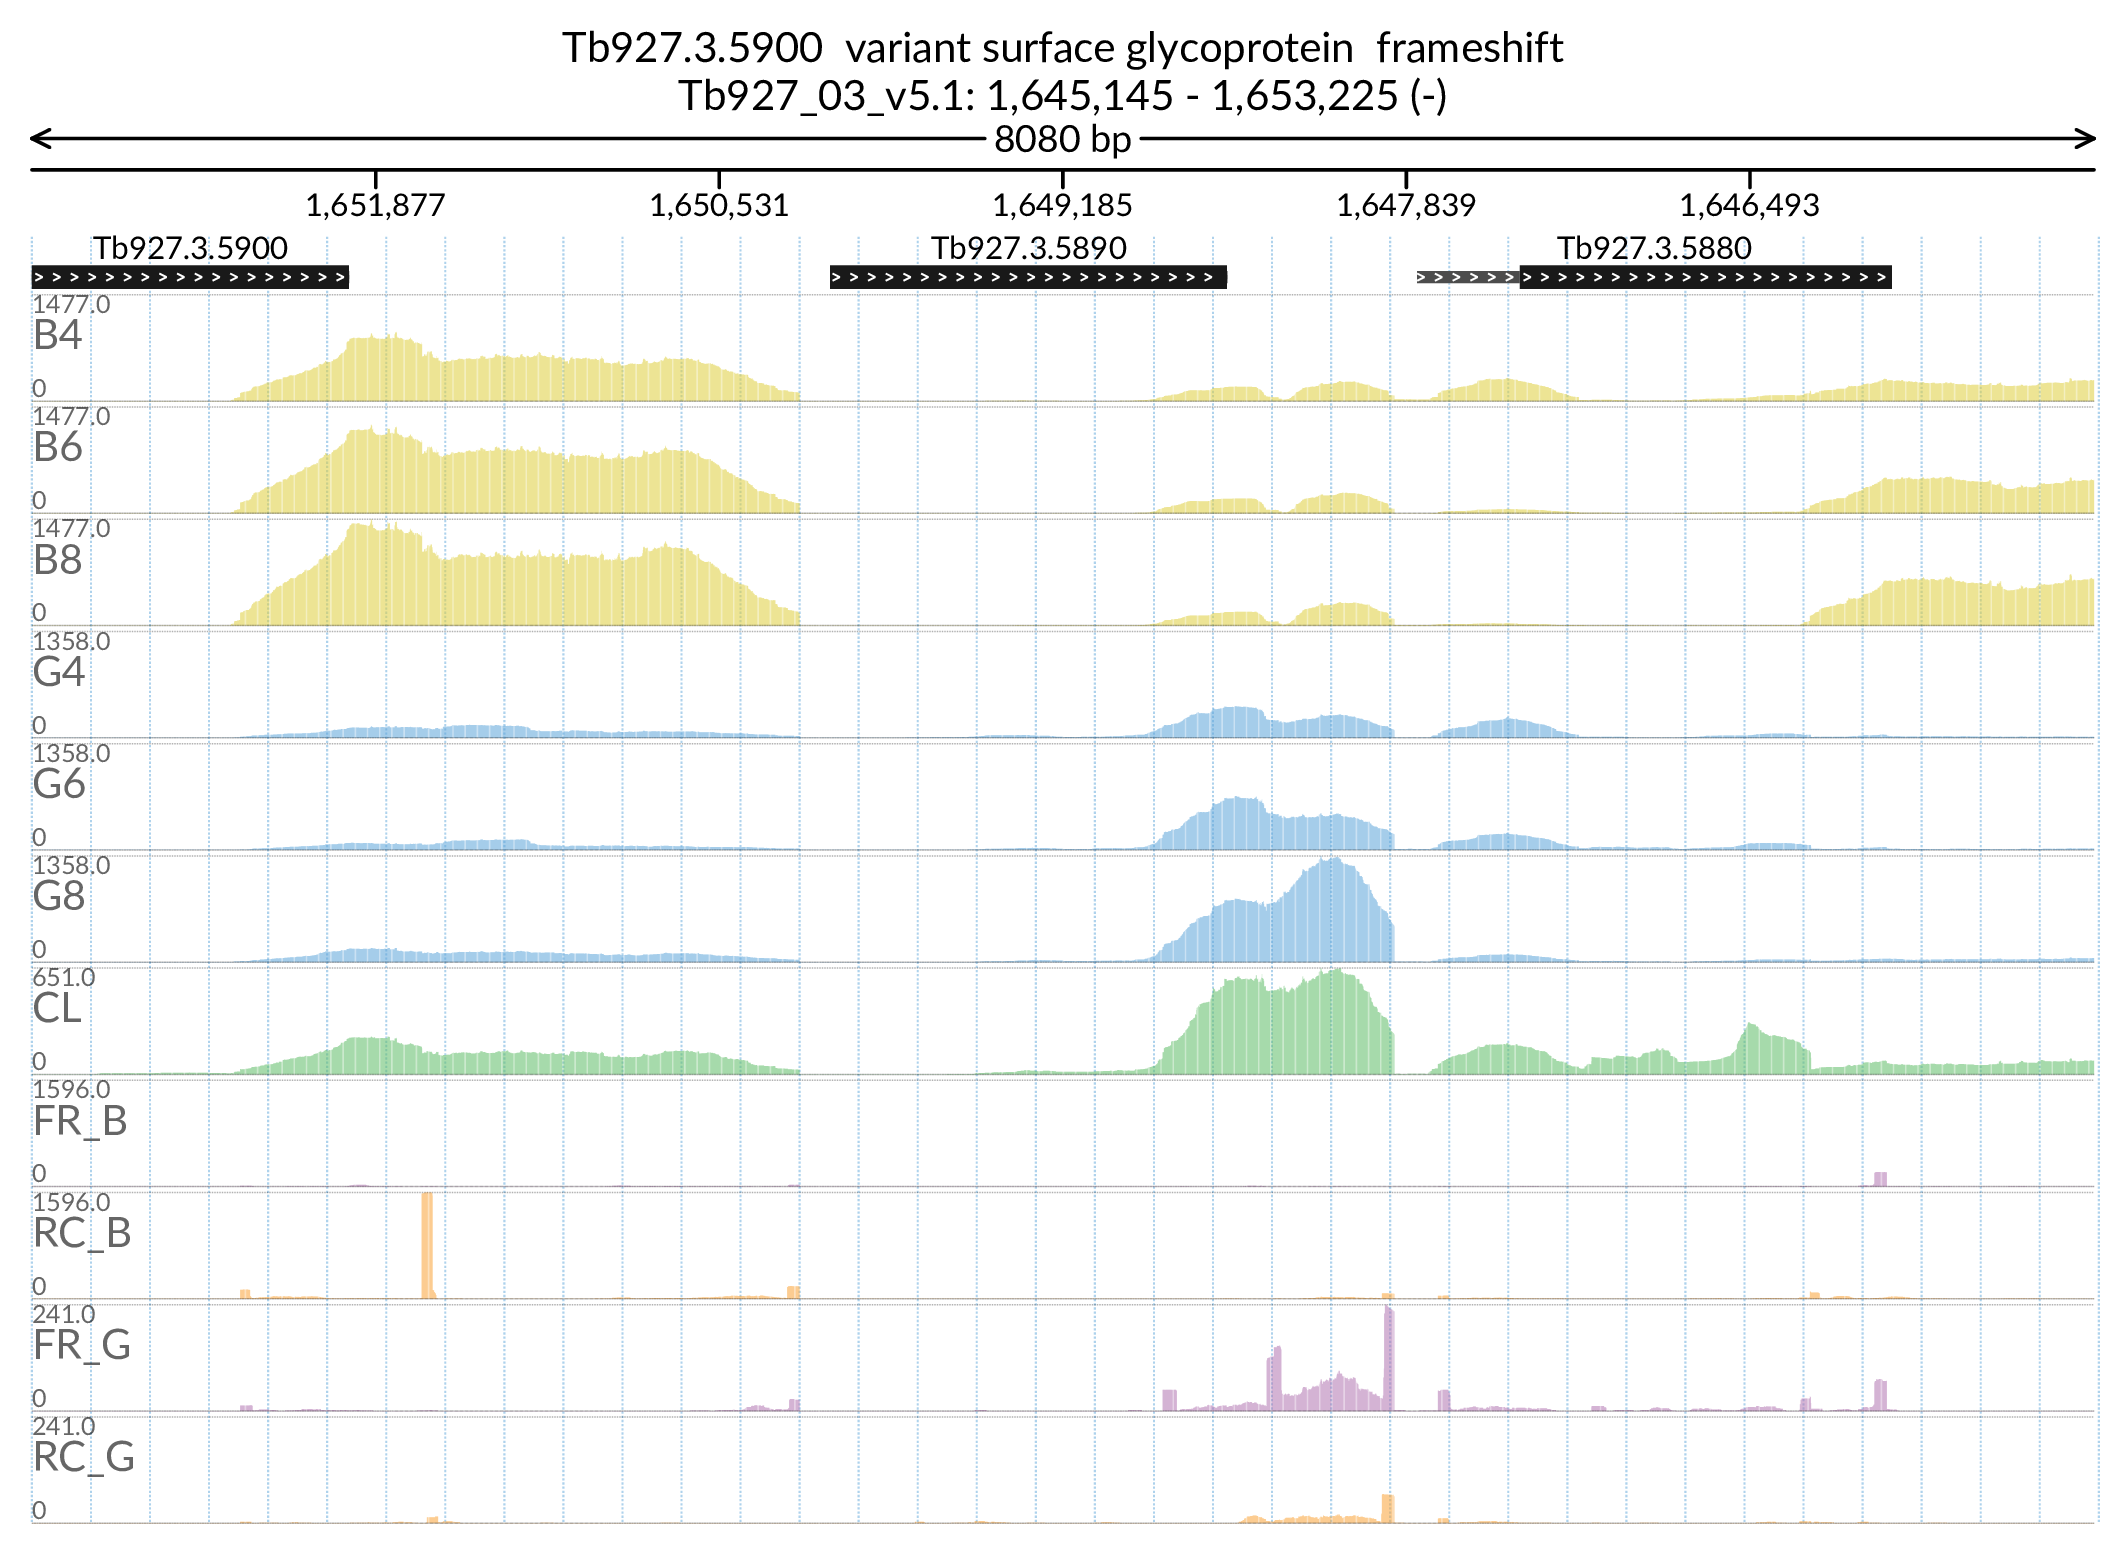 Tb927.3.5900  variant surface glycoprotein  frameshift
Tb927_03_v5.1: 1,645,145 - 1,653,225 (-)
8080 bp
1,651,877 1,650,531 1,649,185 1,647,839 1,646,493
Tb927.3.5900 Tb927.3.5890 Tb927.3.5880
1477.0
B4
0
1477.0
B6
0
1477.0
B8
0
1358.0
G4
0
1358.0
G6
0
1358.0
G8
0
651.0
CL
0
1596.0
FR_B
0
1596.0
RC_B
0
241.0
FR_G
0
241.0
RC_G
0